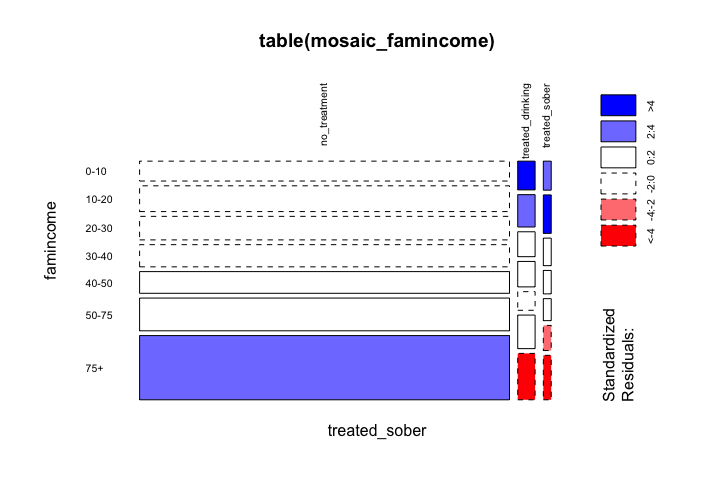 table(mosaic_famincome)
no_treatment
treated_drinking
treated_sober
0-10
10-20
20-30
30-40
40-50
50-75
75+
famincome
treated_sober
>4
2:4
0:2
-2:0
-4:-2
<-4
Standardized
Residuals: